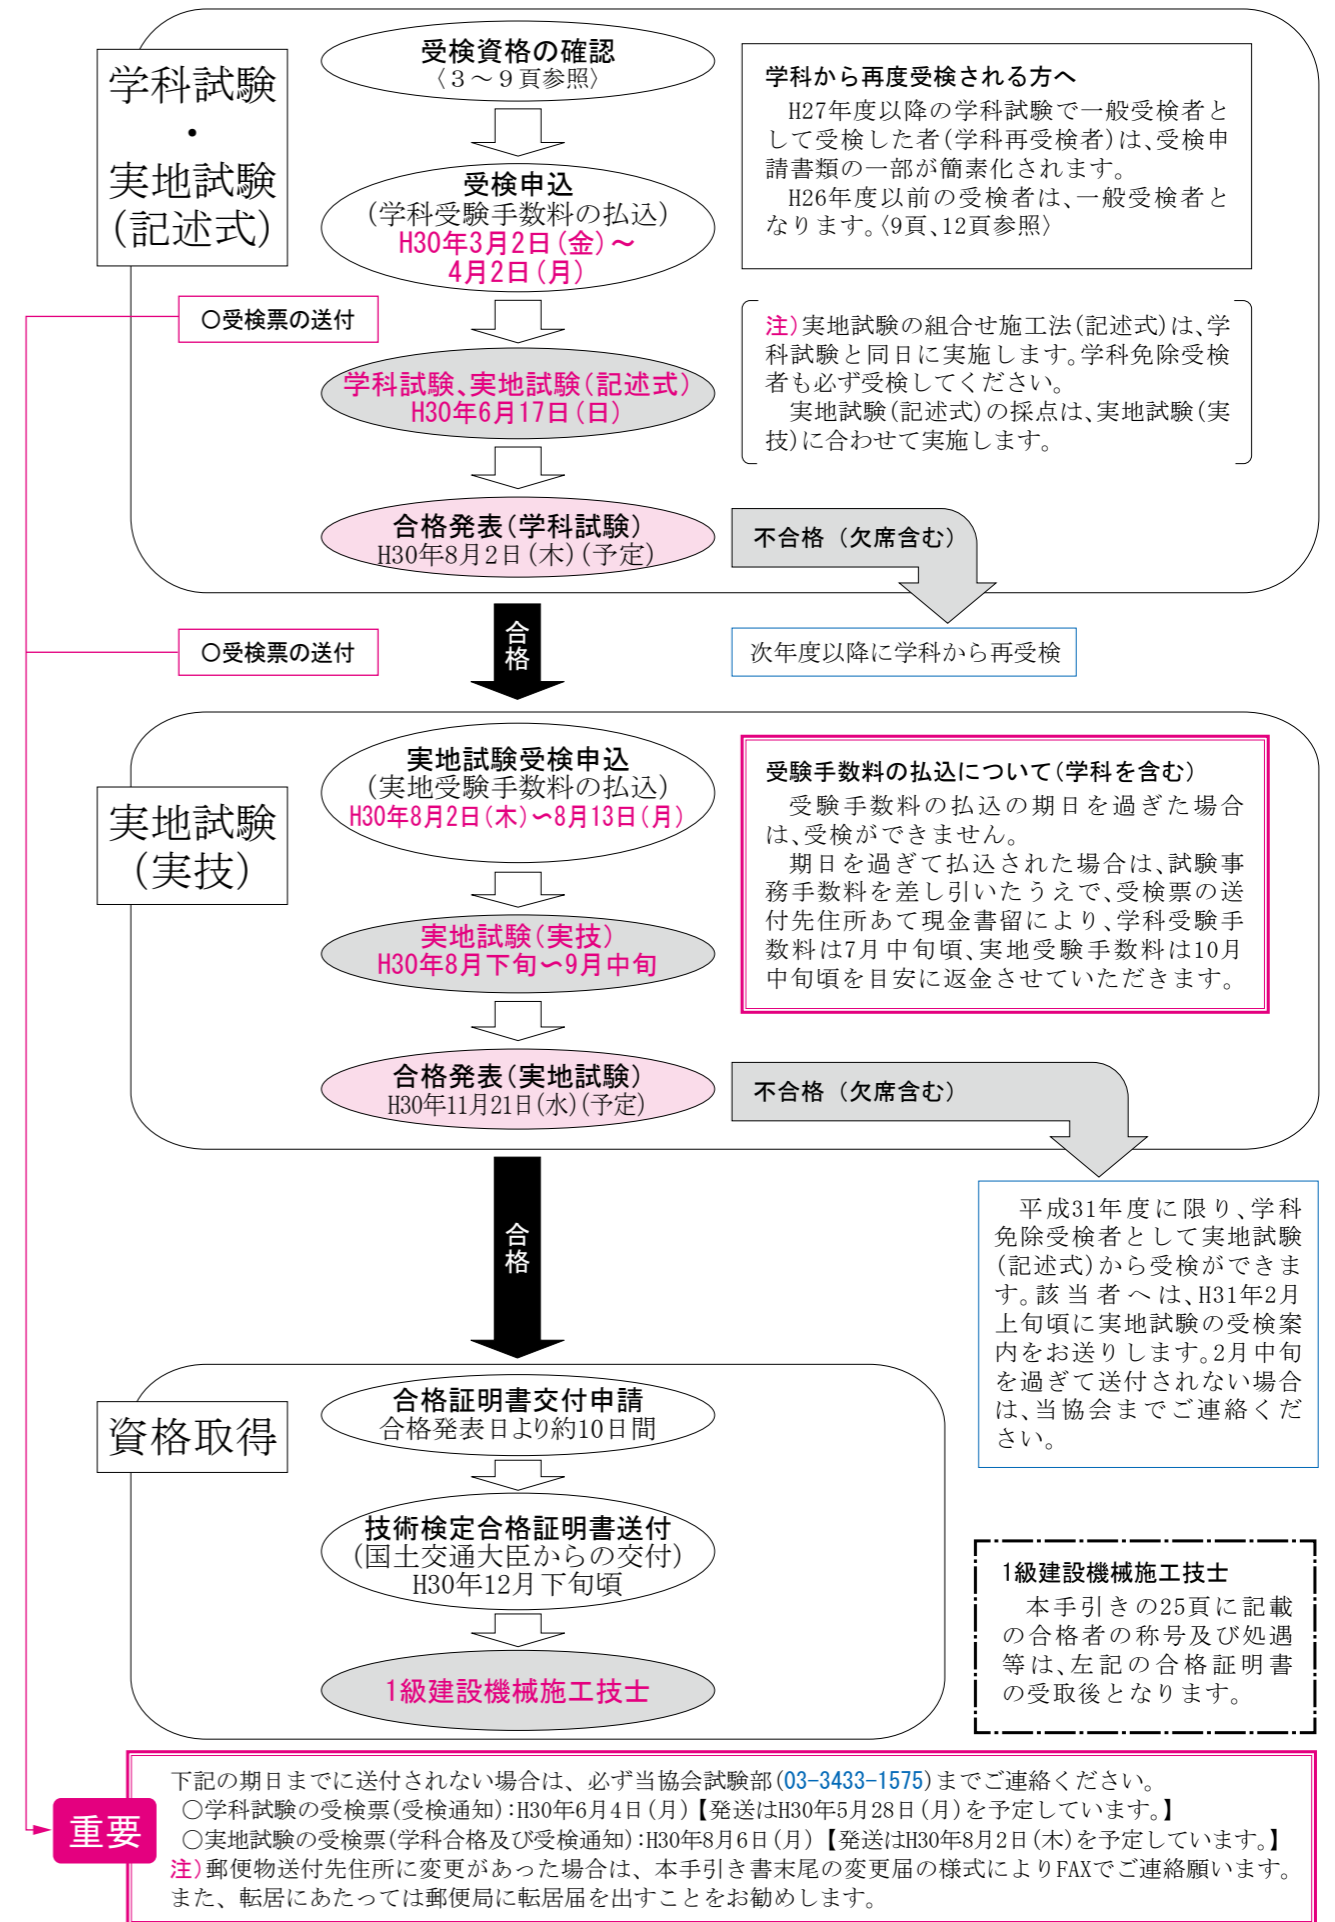 学科試験
・
実地試験
(記述式)
受検資格の確認
〈3～9頁参照〉
受検申込
(学科受験手数料の払込)
H30年3月2日(金)～
4月2日(月)
学科から再度受検される方へ
H27年度以降の学科試験で一般受検者と
して受検した者(学科再受検者)は、受検申
請書類の一部が簡素化されます。
H26年度以前の受検者は、一般受検者と
なります。〈9頁、12頁参照〉
○受検票の送付
学科試験、実地試験(記述式)
H30年6月17日(日)
注)実地試験の組合せ施工法(記述式)は、学
科試験と同日に実施します。学科免除受検
者も必ず受検してください。
実地試験(記述式)の採点は、実地試験(実
技)に合わせて実施します。
合格発表(学科試験)
H30年8月2日(木)(予定)
不合格（欠席含む）
○受検票の送付
合格
次年度以降に学科から再受検
実地試験
(実技)
実地試験受検申込
(実地受験手数料の払込)
H30年8月2日(木)～8月13日(月)
実地試験(実技)
H30年8月下旬～9月中旬
受験手数料の払込について(学科を含む)
受験手数料の払込の期日を過ぎた場合
は、受検ができません。
期日を過ぎて払込された場合は、試験事
務手数料を差し引いたうえで、受検票の送
付先住所あて現金書留により、学科受験手
数料は7月中旬頃、実地受験手数料は10月
中旬頃を目安に返金させていただきます。
合格発表(実地試験)
H30年11月21日(水)(予定)
不合格（欠席含む）
合格
平成31年度に限り、学科
免除受検者として実地試験
(記述式)から受検ができま
す。該当者へは、H31年2月
上旬頃に実地試験の受検案
内をお送りします。2月中旬
を過ぎて送付されない場合
は、当協会までご連絡くだ
さい。
資格取得
合格証明書交付申請
合格発表日より約10日間
技術検定合格証明書送付
(国土交通大臣からの交付)
H30年12月下旬頃
1級建設機械施工技士
1級建設機械施工技士
本手引きの25頁に記載
の合格者の称号及び処遇
等は、左記の合格証明書
の受取後となります。
重要
下記の期日までに送付されない場合は、必ず当協会試験部(03-3433-1575)までご連絡ください。
○学科試験の受検票(受検通知):H30年6月4日(月)【発送はH30年5月28日(月)を予定しています。】
○実地試験の受検票(学科合格及び受検通知):H30年8月6日(月)【発送はH30年8月2日(木)を予定しています。】
注)郵便物送付先住所に変更があった場合は、本手引き書末尾の変更届の様式によりFAXでご連絡願います。
また、転居にあたっては郵便局に転居届を出すことをお勧めします。